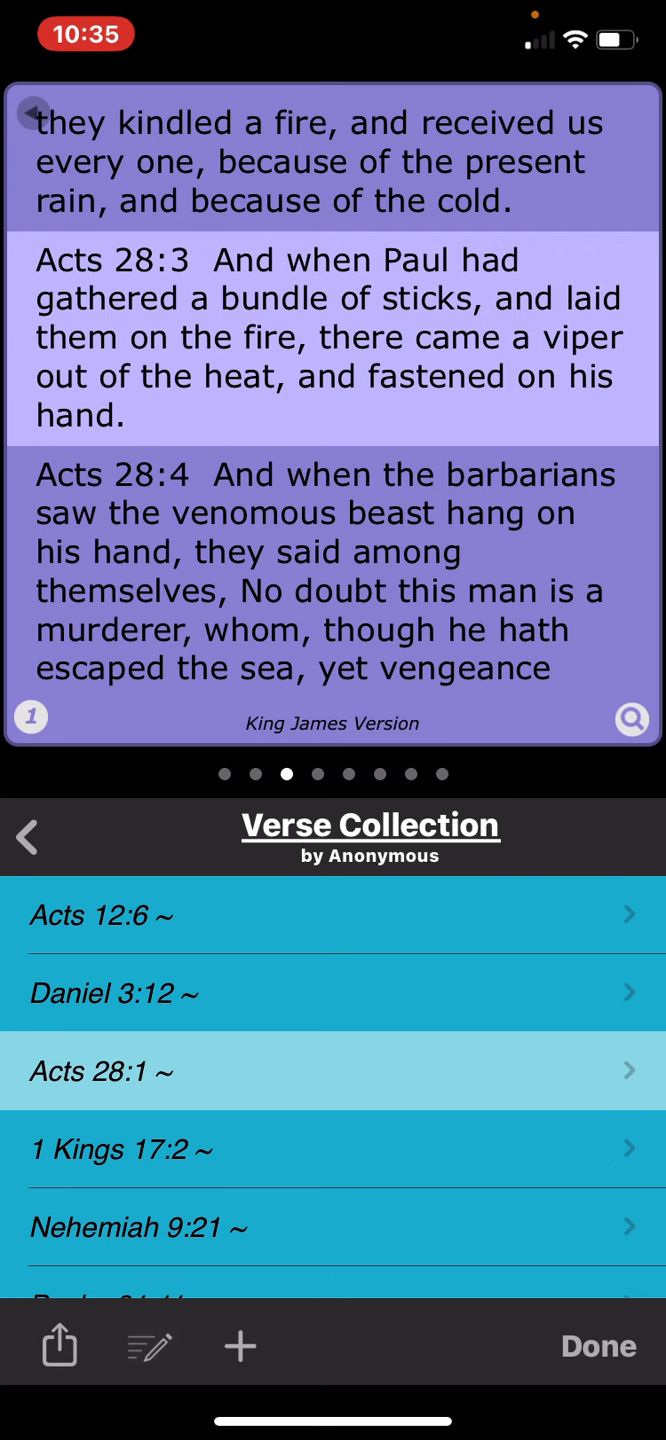 10:35
they kindled a fire, and received us
every one, because of the present
rain, and because of the cold.
Acts 28:3 And when Paul had
gathered a bundle of sticks, and laid
them on the fire, there came a viper
out of the heat, and fastened on his
hand.
Acts 28:4 And when the barbarians
saw the venomous beast hang on
his hand, they said among
themselves, No doubt this man is a
murderer, whom, though he hath
escaped the sea, yet vengeance
1
King James Version
Verse Collection
by Anonymous
Acts 12:6 ~
Daniel 3:12 ~
Acts 28:1 ~
1 Kings 17:2 ~
Nehemiah 9:21 ~
Done